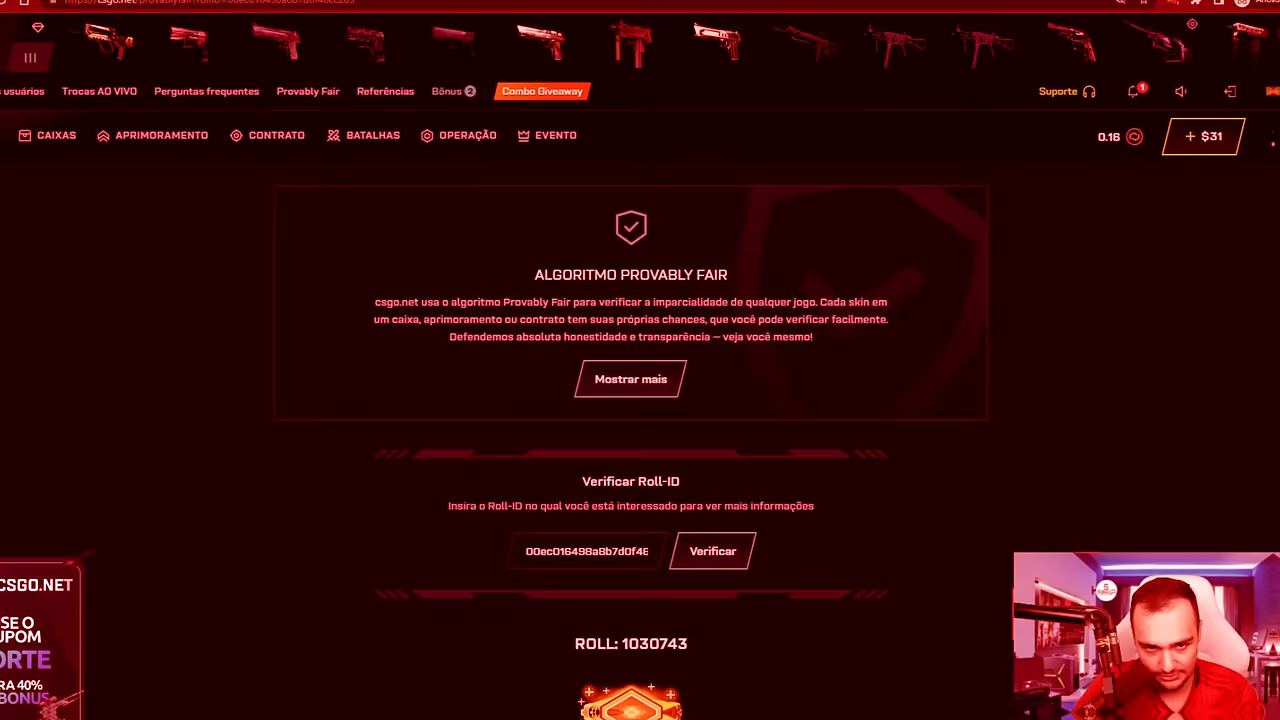 usuários Trocas AO VIVO Perguntas frequentes Provably Fair Referências Bônus 2 Combo Giveaway Suporte 1
CAIXAS APRIMORAMENTO CONTRATO BATALHAS OPERAÇÃO EVENTO 0.16 + $31
ALGORITMO PROVABLY FAIR
csgo.net usa o algoritmo Provably Fair para verificar a imparcialidade de qualquer jogo. Cada skin em
um caixa, aprimoramento ou contrato tem suas próprias chances, que você pode verificar facilmente.
Defendemos absoluta honestidade e transparência — veja você mesmo!
Mostrar mais
Verificar Roll-ID
Insira o Roll-ID no qual você está interessado para ver mais informações
00ec016498a8b7d0f4E Verificar
ROLL: 1030743
CSGO.NET
SE O
UPOM
ORTE
RA 40%
BONUS